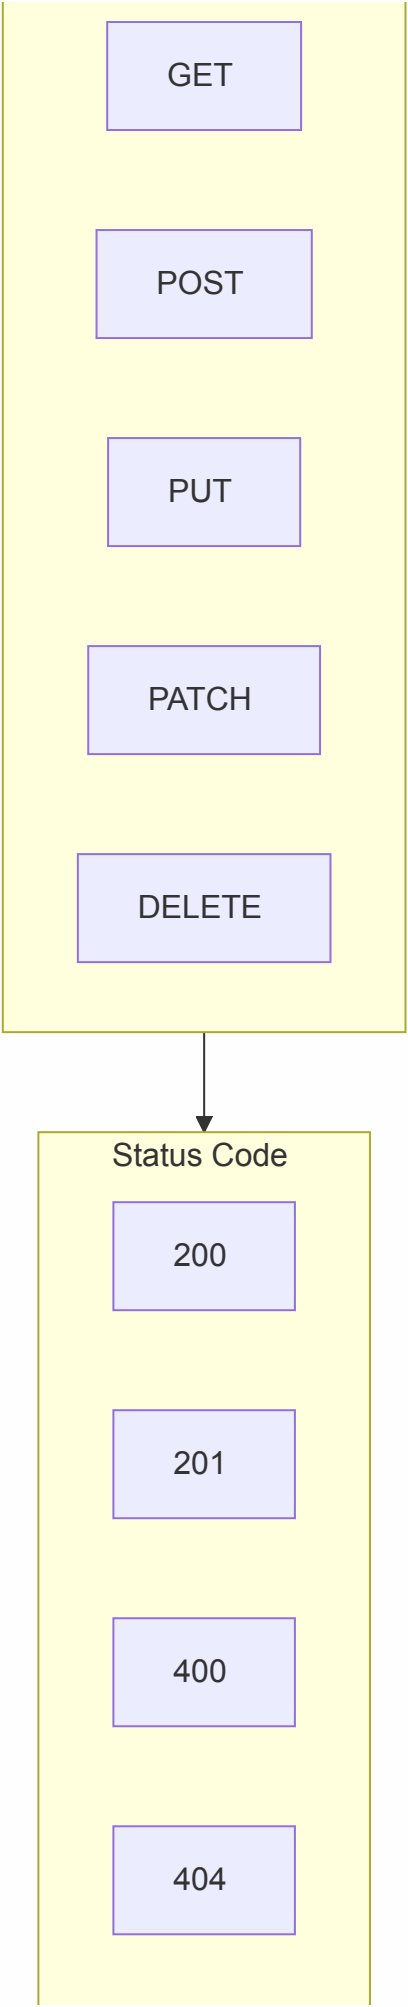 GET
POST
PUT
PATCH
DELETE
Status Code
200
201
400
404